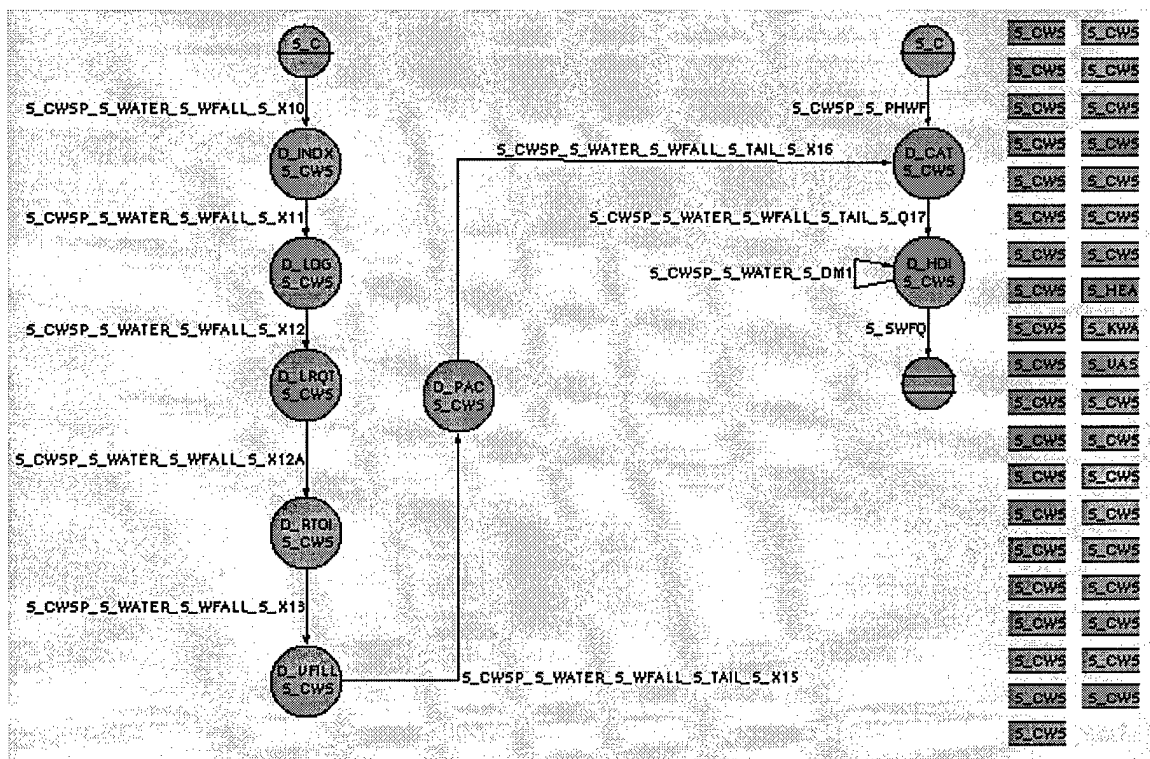 S_C
S_CWSP_S_WATER_S_WFALL_S_X10
D_INDX
S_CWS
S_CWSP_S_WATER_S_WFALL_S_X11
D_LOG
S_CWS
S_CWSP_S_WATER_S_WFALL_S_X12
D_LRQT
S_CWS
S_CWSP_S_WATER_S_WFALL_S_X12A
D_RTOI
S_CWS
S_CWSP_S_WATER_S_WFALL_S_X13
D_VFILL
S_CWS
S_CWSP_S_WATER_S_WFALL_S_TAIL_S_X15
D_PAC
S_CWS
S_CWSP_S_WATER_S_WFALL_S_TAIL_S_X16
S_C
S_CWSP_S_PHWF
D_CAT
S_CWS
S_CWSP_S_WATER_S_WFALL_S_TAIL_S_Q17
D_HDI
S_CWS
S_CWSP_S_WATER_S_DM1
S_SWFQ
S_CWS S_CWS
S_CWS S_CWS
S_CWS S_CWS
S_CWS S_CWS
S_CWS S_CWS
S_CWS S_CWS
S_CWS S_CWS
S_CWS S_HEA
S_CWS S_KWA
S_CWS S_UAS
S_CWS S_CWS
S_CWS S_CWS
S_CWS S_CWS
S_CWS S_CWS
S_CWS S_CWS
S_CWS S_CWS
S_CWS S_CWS
S_CWS S_CWS
S_CWS S_CWS
S_CWS